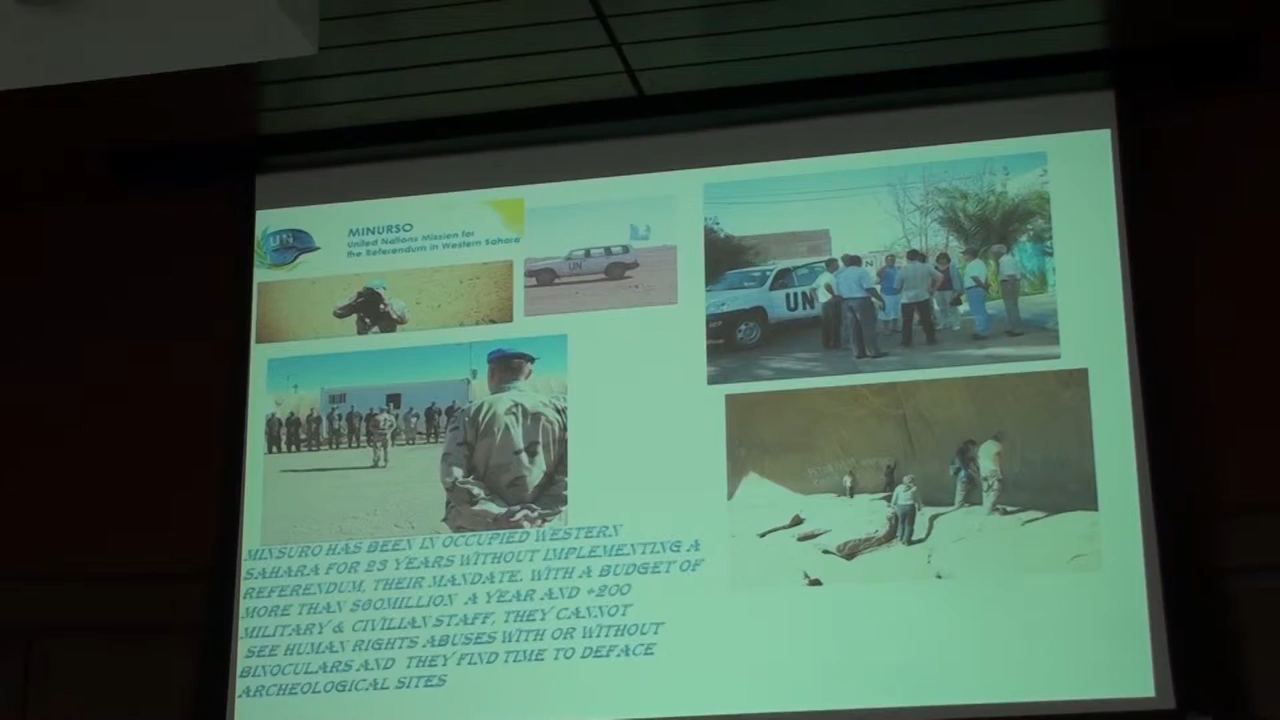 UN
MINURSO
United Nations Mission for
the Referendum in Western Sahara
UN
UN
MINSURO HAS BEEN IN OCCUPIED WESTERN
SAHARA FOR 23 YEARS WITHOUT IMPLEMENTING A
REFERENDUM, THEIR MANDATE. WITH A BUDGET OF
MORE THAN $60MILLION A YEAR AND +200
MILITARY & CIVILIAN STAFF, THEY CANNOT
SEE HUMAN RIGHTS ABUSES WITH OR WITHOUT
BINOCULARS AND THEY FIND TIME TO DEFACE
ARCHEOLOGICAL SITES